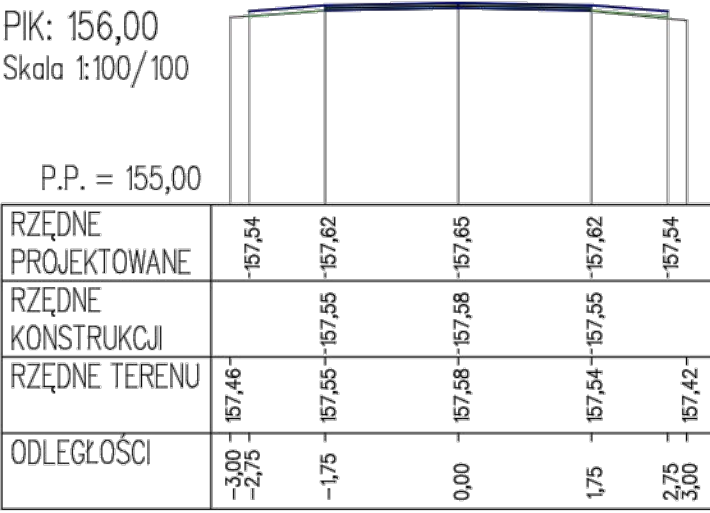 PIK: 156,00
Skala 1:100/100
P.P. = 155,00
RZĘDNE
PROJEKTOWANE
-157,54 -157,62 -157,65 -157,62 -157,54
RZĘDNE
KONSTRUKCJI
-157,55 -157,58 -157,55
RZĘDNE TERENU
157,46 157,55 157,58 157,54 157,42
ODLEGŁOŚCI
-3,00 -2,75 -1,75 0,00 1,75 2,75 3,00